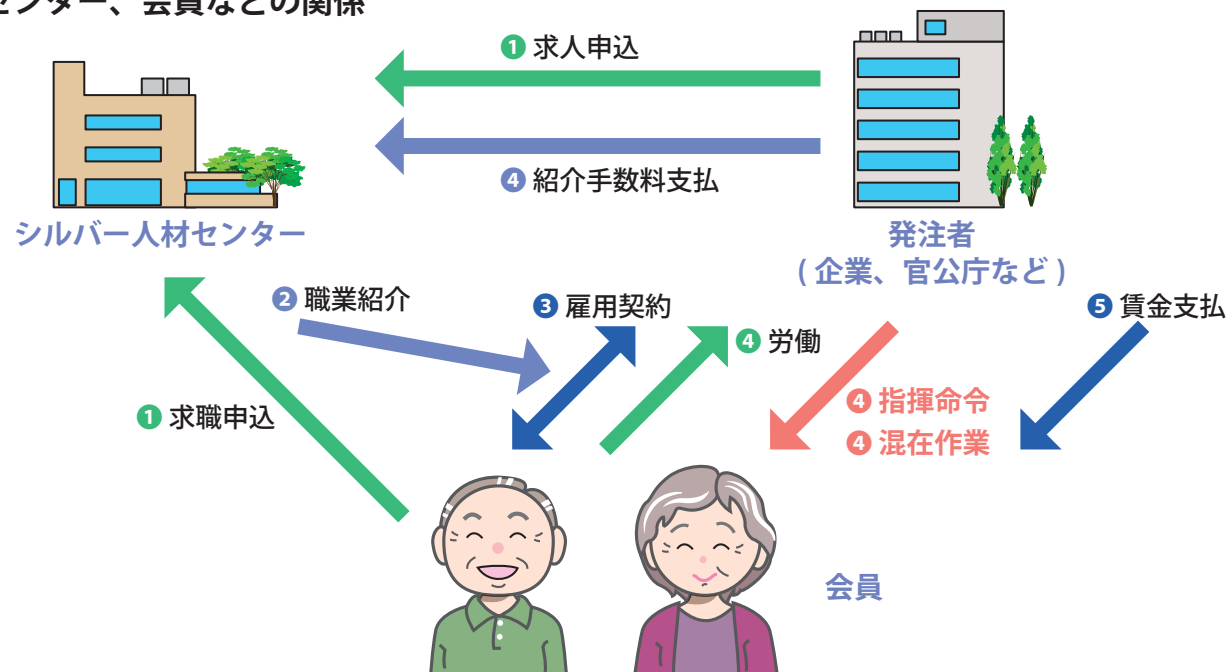 センター、会員などの関係
❶ 求人申込
❹ 紹介手数料支払
シルバー人材センター
発注者
( 企業、官公庁など )
❷ 職業紹介
❸ 雇用契約
❺ 賃金支払
❹ 労働
❹ 指揮命令
❶ 求職申込
❹ 混在作業
会員